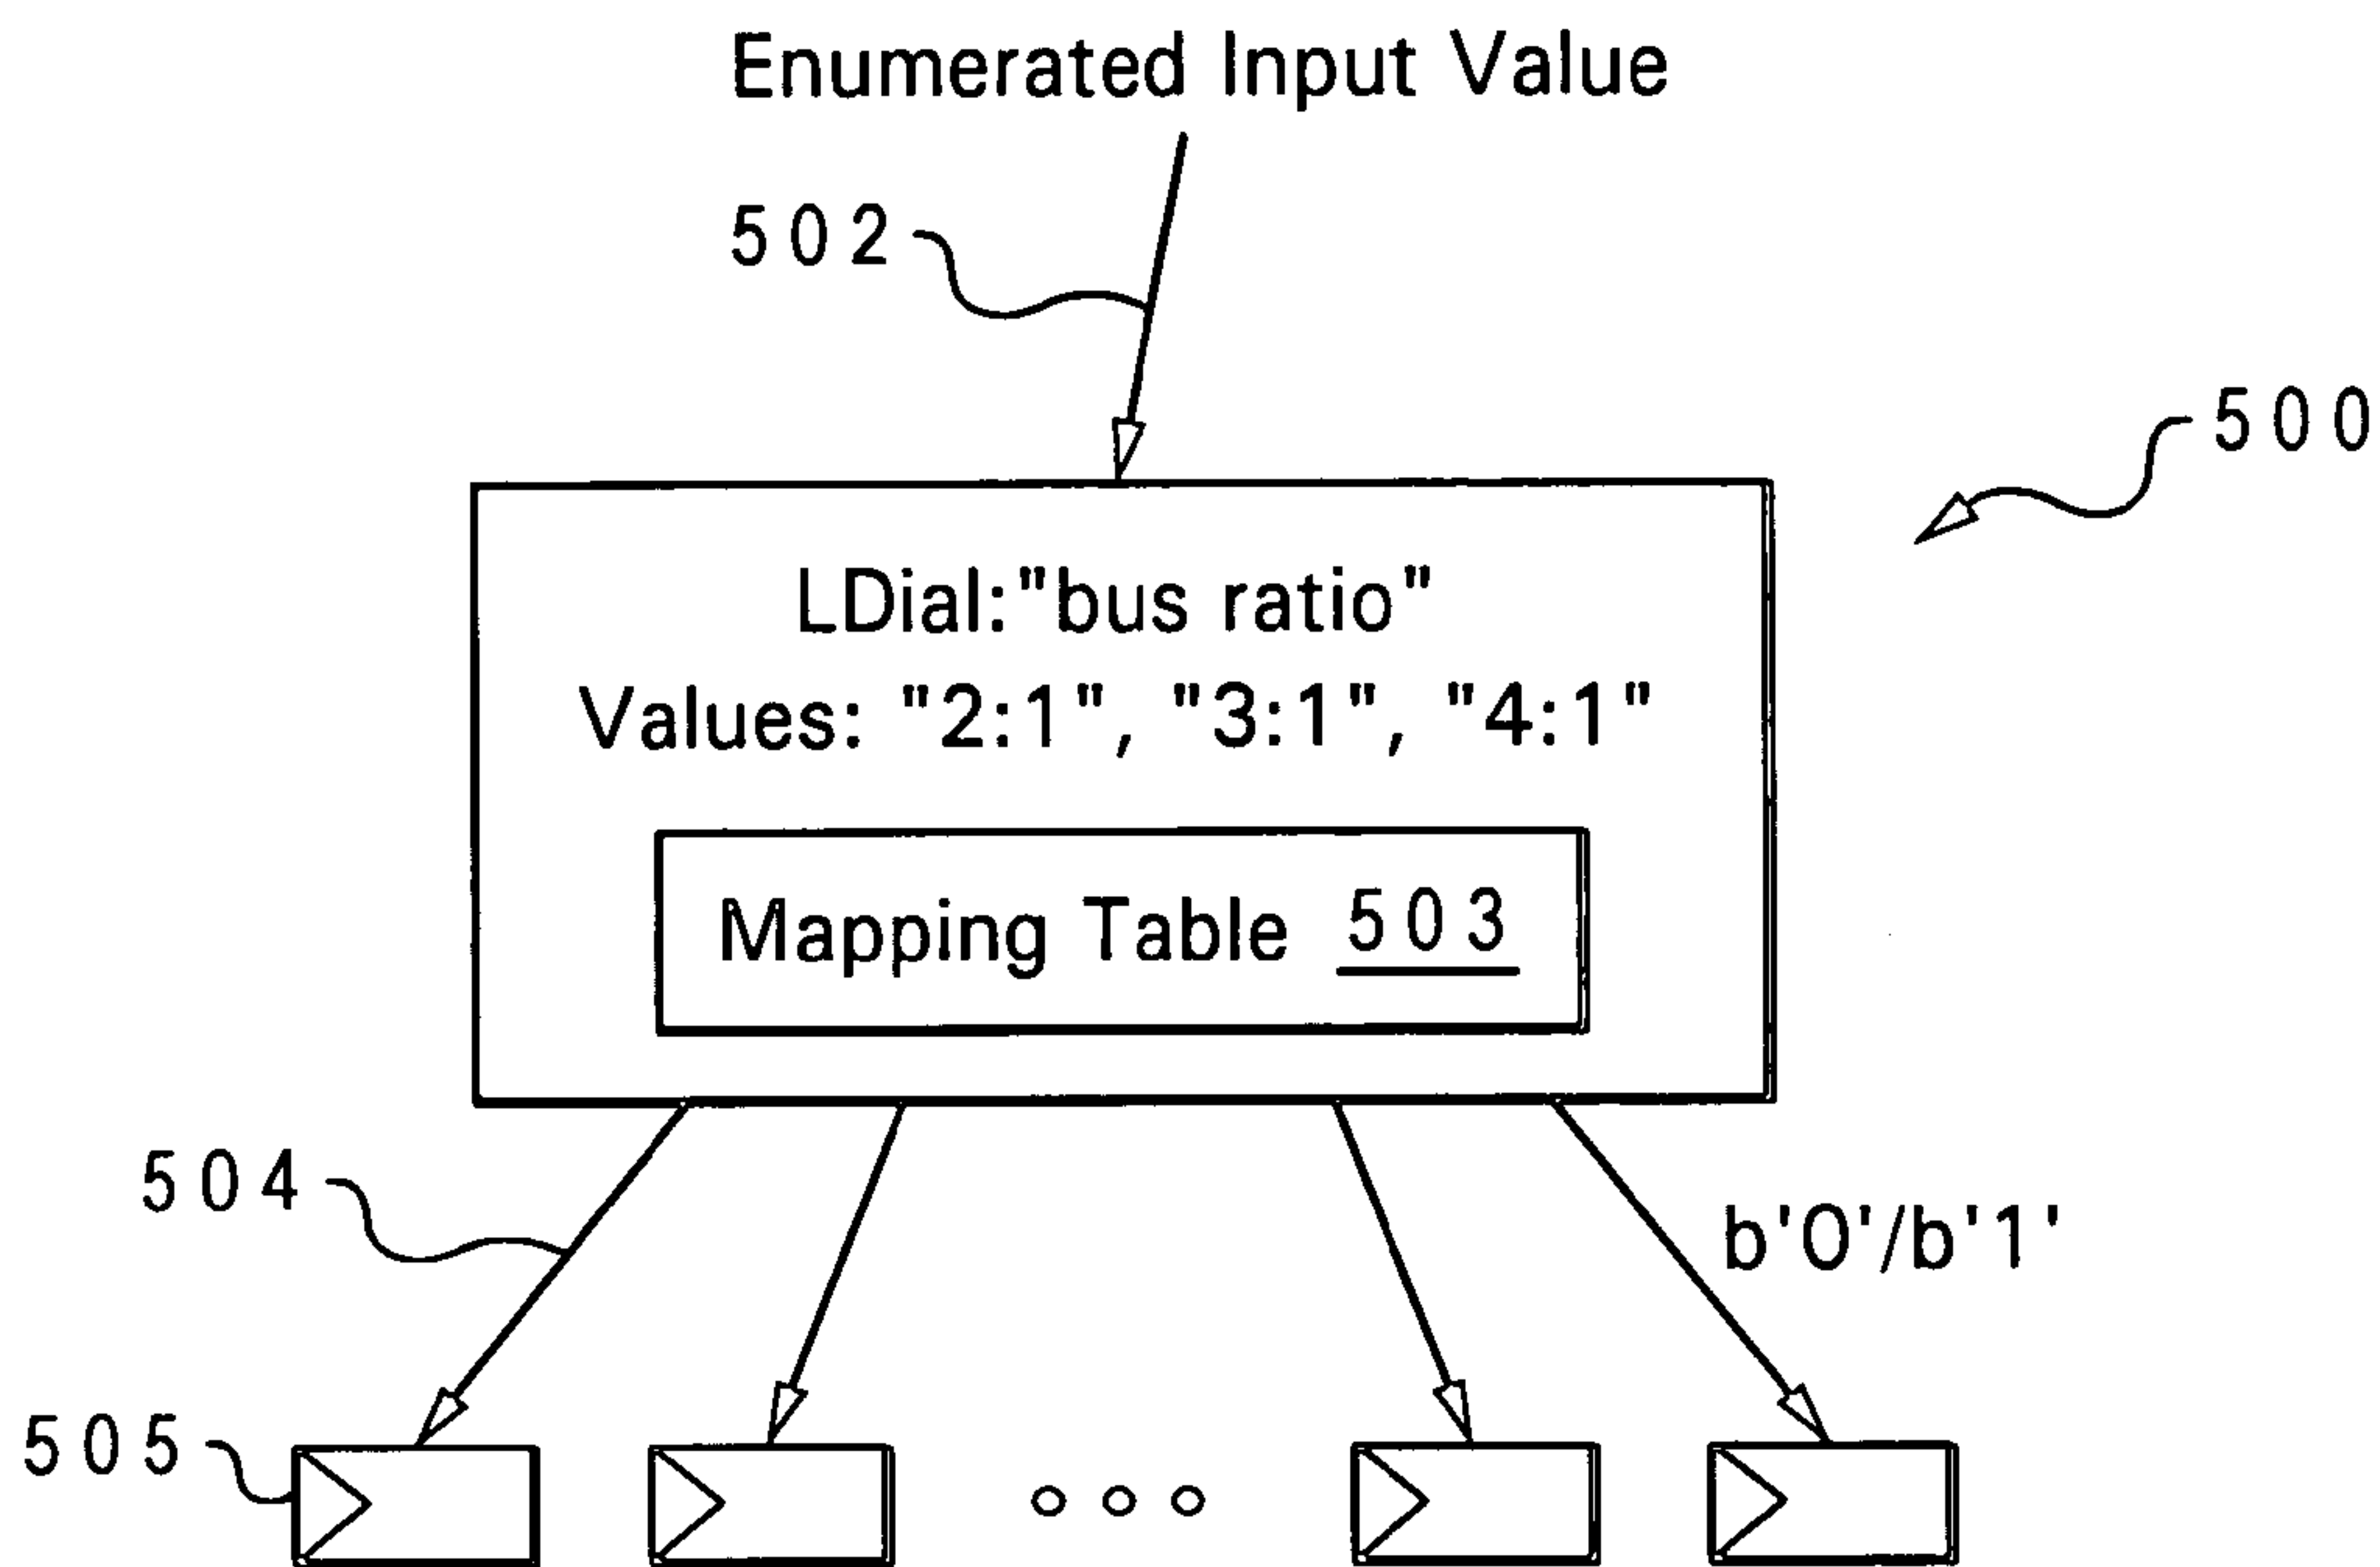 Enumerated Input Value
502
500
LDial:"bus ratio"
Values: "2:1", "3:1", "4:1"
Mapping Table 503
504
b'0'/b'1'
505